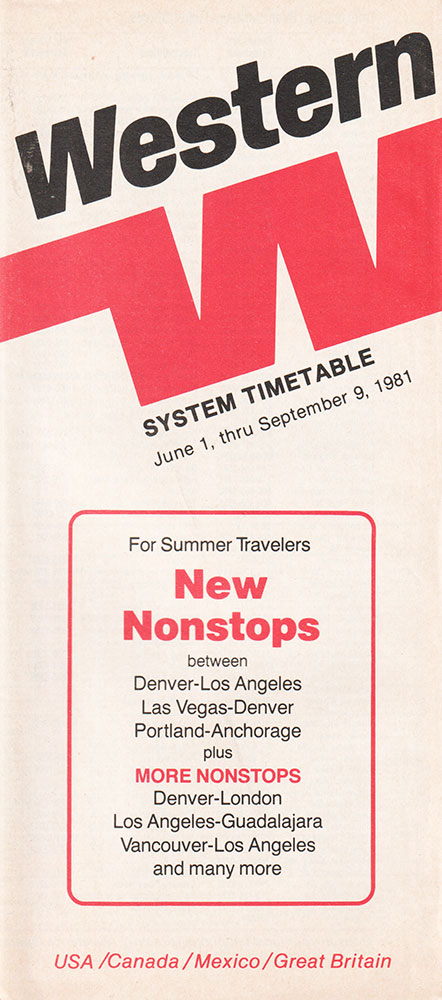 Western
SYSTEM TIMETABLE
June 1, thru September 9, 1981
For Summer Travelers
New
Nonstops
between
Denver-Los Angeles
Las Vegas-Denver
Portland-Anchorage
plus
MORE NONSTOPS
Denver-London
Los Angeles-Guadalajara
Vancouver-Los Angeles
and many more
USA/Canada/Mexico/Great Britain